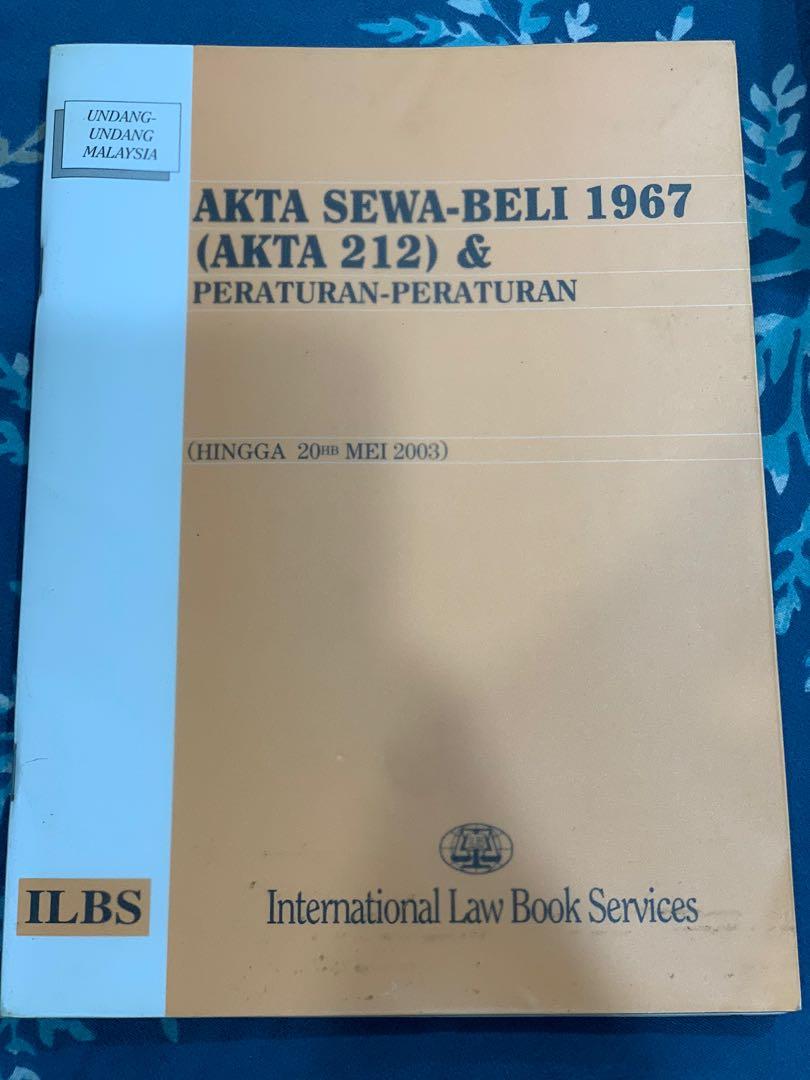 UNDANG-
UNDANG
MALAYSIA
AKTA SEWA-BELI 1967
(AKTA 212) &
PERATURAN-PERATURAN
(HINGGA 20HB MEI 2003)
ILBS
International Law Book Services